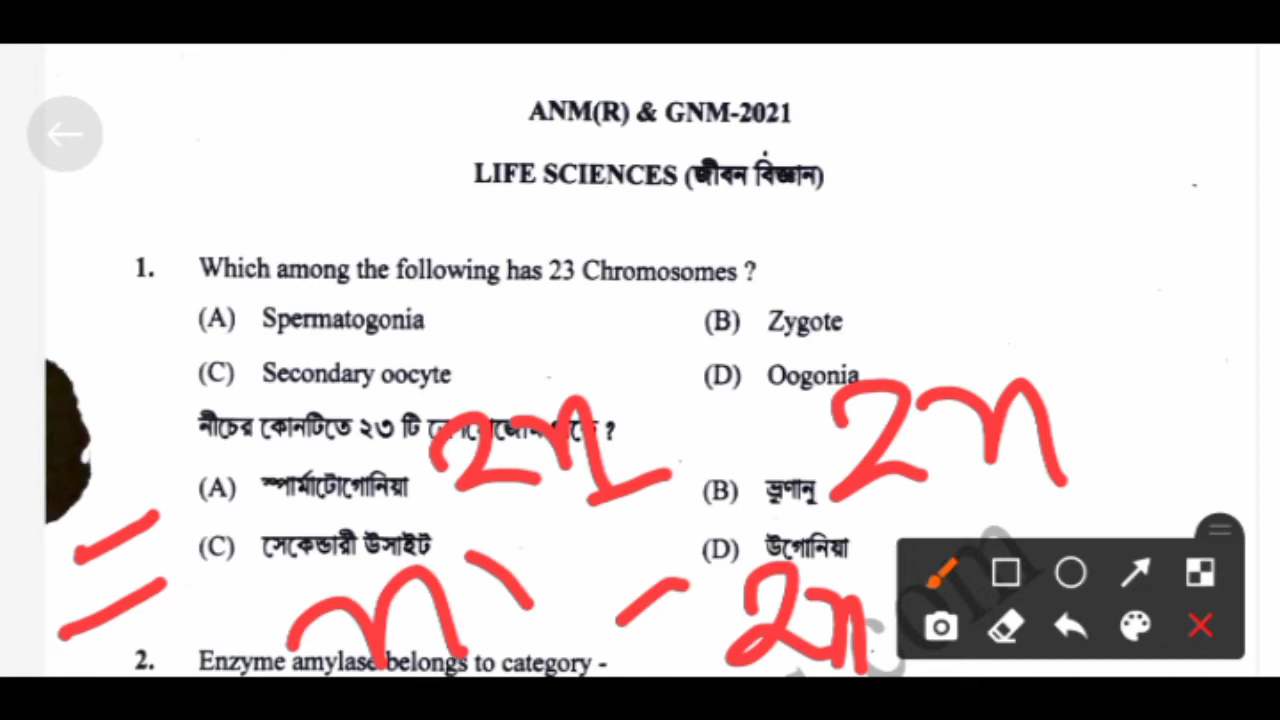 ANM(R) & GNM-2021
LIFE SCIENCES (জীবন বিজ্ঞান)
1. Which among the following has 23 Chromosomes ?
(A) Spermatogonia (B) Zygote
(C) Secondary oocyte (D) Oogonia
নীচের কোনটিতে ২৩ টি ?
2n 2n
(A) স্পার্মাটোগোনিয়া (B) ভ্রূণানু
(C) সেকেন্ডারী উসাইট (D) উগোনিয়া
= n - 2n
2. Enzyme amylase belongs to category -
.com